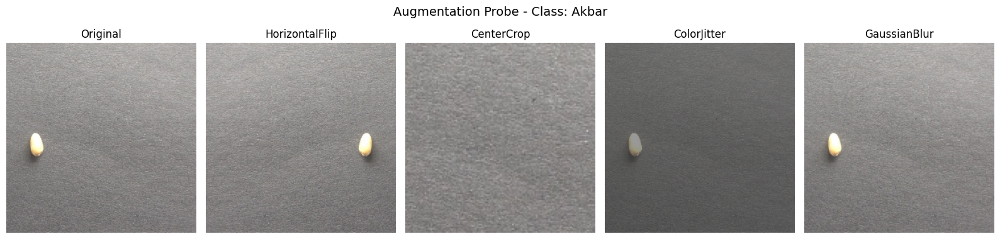 Augmentation Probe - Class: Akbar
Original
HorizontalFlip
CenterCrop
ColorJitter
GaussianBlur